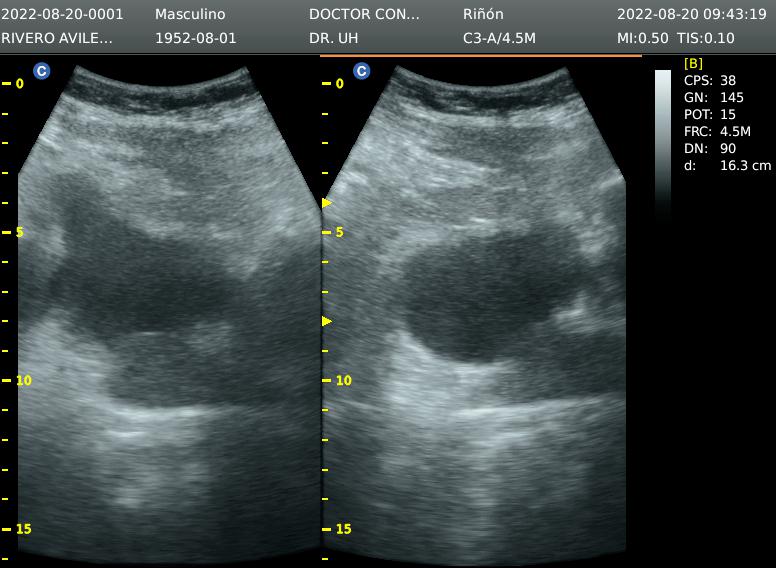 2022-08-20-0001 Masculino DOCTOR CON... Riñón 2022-08-20 09:43:19
RIVERO AVILE... 1952-08-01 DR. UH C3-A/4.5M MI:0.50 TIS:0.10
C C [B]
0 0 CPS: 38
GN: 145
POT: 15
FRC: 4.5M
DN: 90
d: 16.3 cm
5 5
10 10
15 15